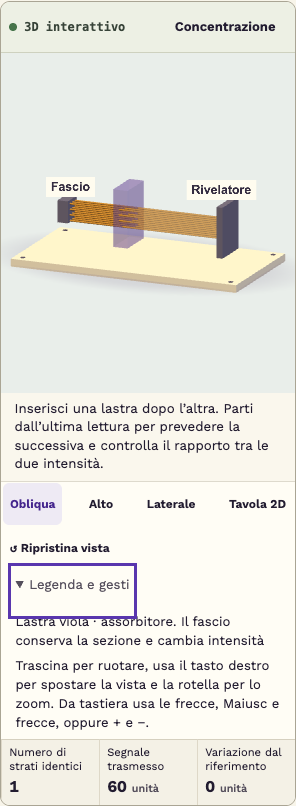 3D interattivo
Concentrazione
Fascio
Rivelatore
Inserisci una lastra dopo l’altra. Parti
dall’ultima lettura per prevedere la
successiva e controlla il rapporto tra le
due intensità.
Obliqua
Alto
Laterale
Tavola 2D
↺ Ripristina vista
▼ Legenda e gesti
Lastra viola · assorbitore. Il fascio
conserva la sezione e cambia intensità
Trascina per ruotare, usa il tasto destro
per spostare la vista e la rotella per lo
zoom. Da tastiera usa le frecce, Maiusc e
frecce, oppure + e −.
Numero di
strati identici
1
Segnale
trasmesso
60 unità
Variazione dal
riferimento
0 unità